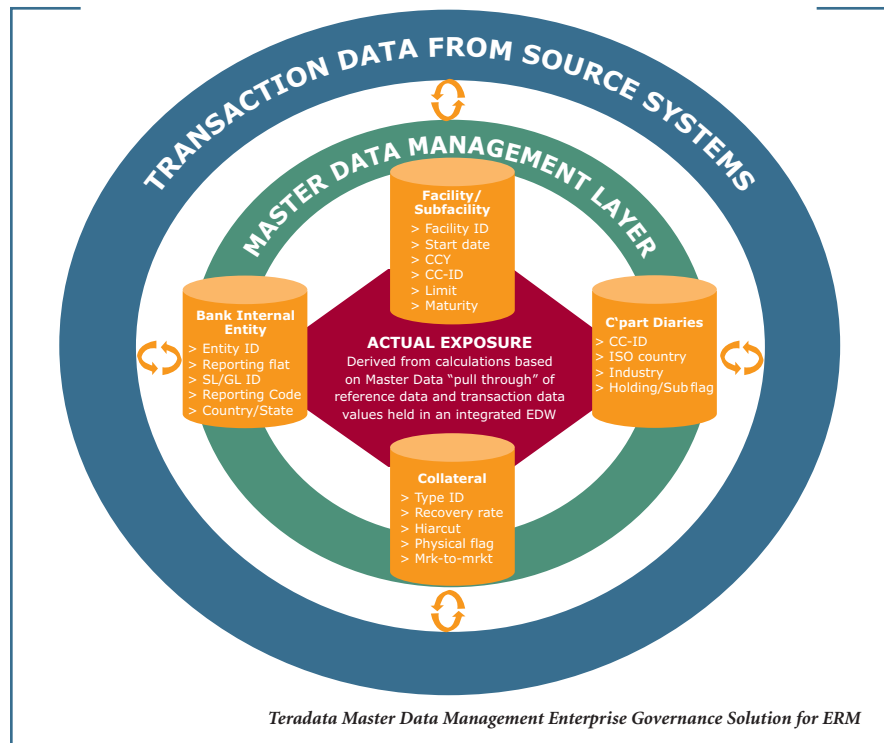 TRANSACTION DATA FROM SOURCE SYSTEMS
MASTER DATA MANAGEMENT LAYER
Facility/
Subfacility
> Facility ID
> Start date
> CCY
> CC-ID
> Limit
> Maturity
Bank Internal
Entity
> Entity ID
> Reporting flat
> SL/GL ID
> Reporting Code
> Country/State
ACTUAL EXPOSURE
Derived from calculations based
on Master Data “pull through” of
reference data and transaction data
values held in an integrated EDW
C‘part Diaries
> CC-ID
> ISO country
> Industry
> Holding/Sub flag
Collateral
> Type ID
> Recovery rate
> Hiarcut
> Physical flag
> Mrk-to-mrkt
Teradata Master Data Management Enterprise Governance Solution for ERM